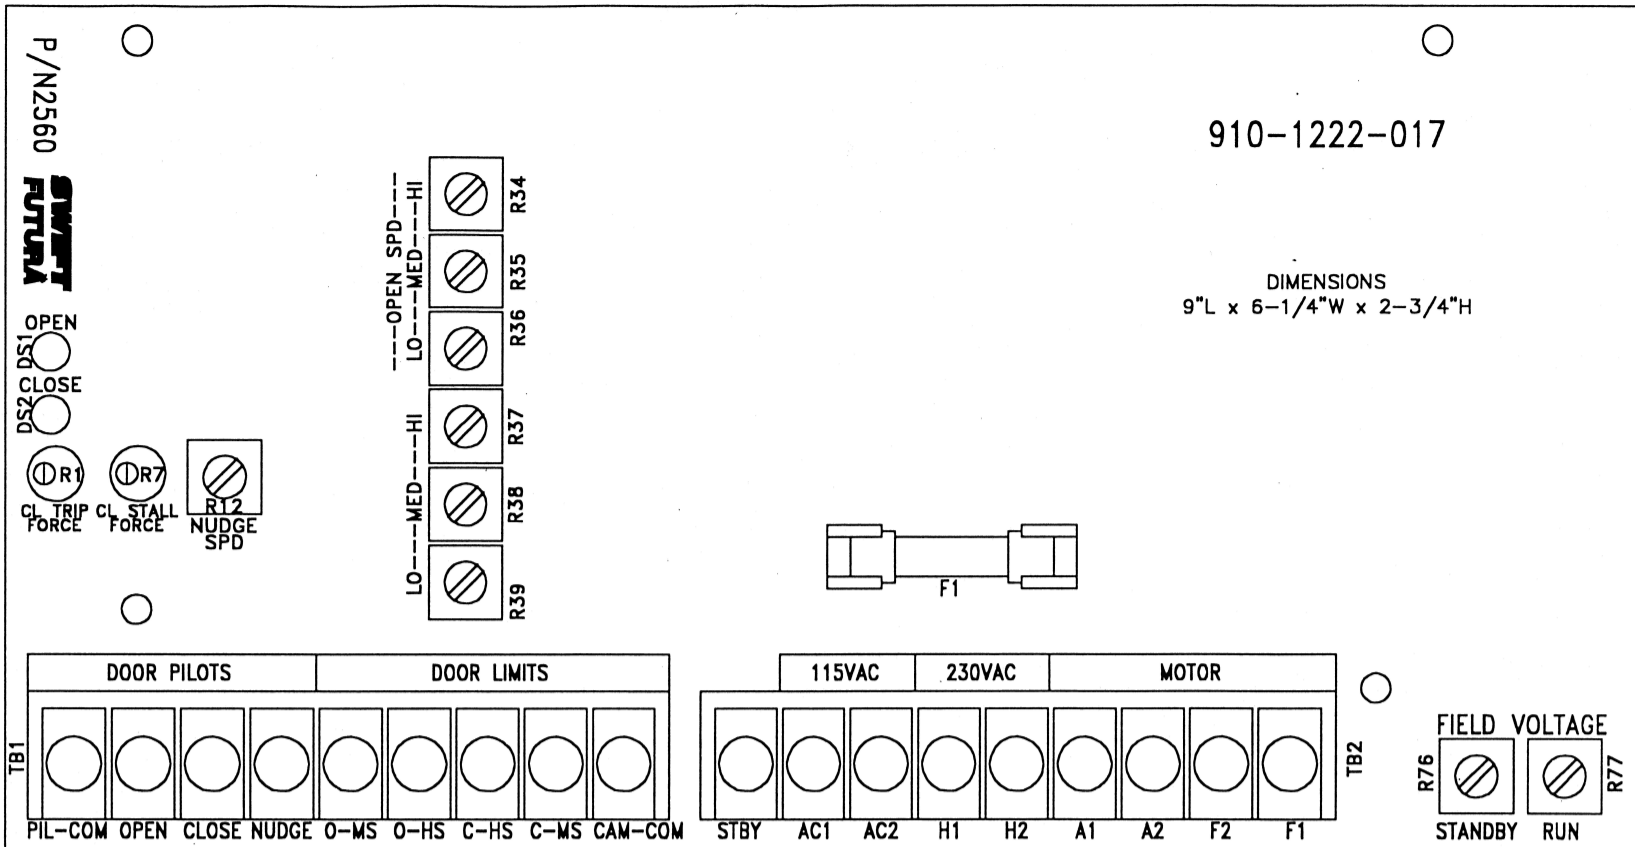 P/N2560
SWIFT
FUTURA
910-1222-017
DIMENSIONS
9"L x 6-1/4"W x 2-3/4"H
OPEN
DS1
CLOSE
DS2
R1
CL TRIP
FORCE
R7
CL STALL
FORCE
R12
NUDGE
SPD
----OPEN SPD----
LO----MED----HI
R34
R35
R36
LO----MED----HI
R37
R38
R39
F1
DOOR PILOTS
DOOR LIMITS
TB1
PIL-COM OPEN CLOSE NUDGE O-MS O-HS C-HS C-MS CAM-COM
115VAC
230VAC
MOTOR
STBY AC1 AC2 H1 H2 A1 A2 F2 F1
TB2
FIELD VOLTAGE
R76
R77
STANDBY
RUN